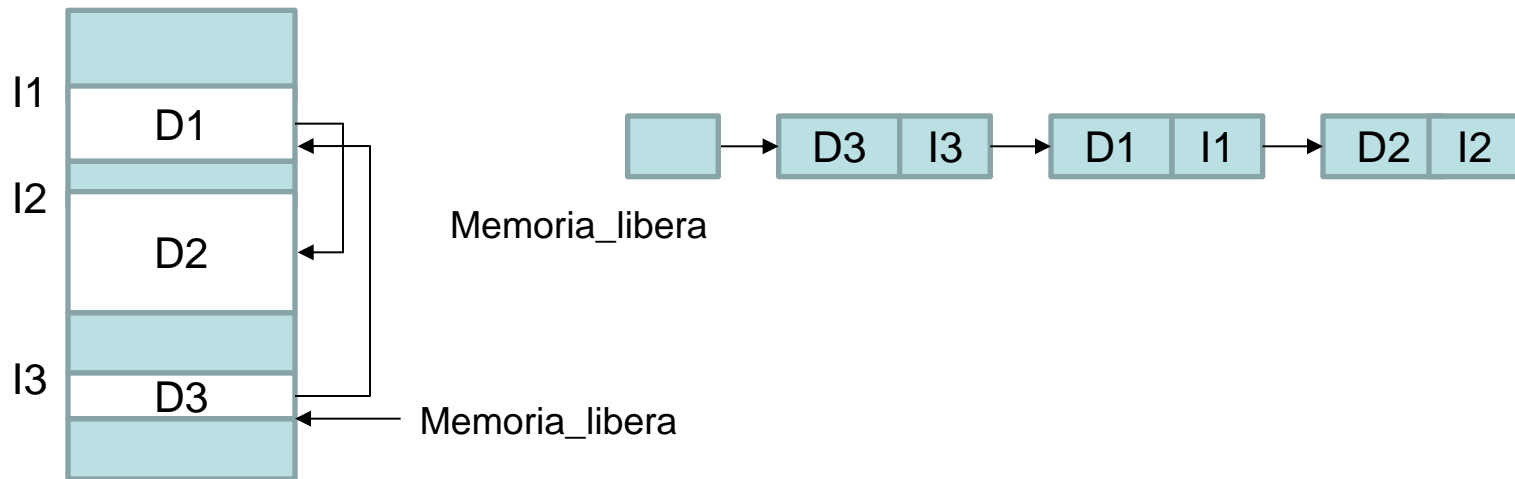 I1
D1
I2
D2
I3
D3
Memoria_libera
D3 I3 D1 I1 D2 I2
Memoria_libera